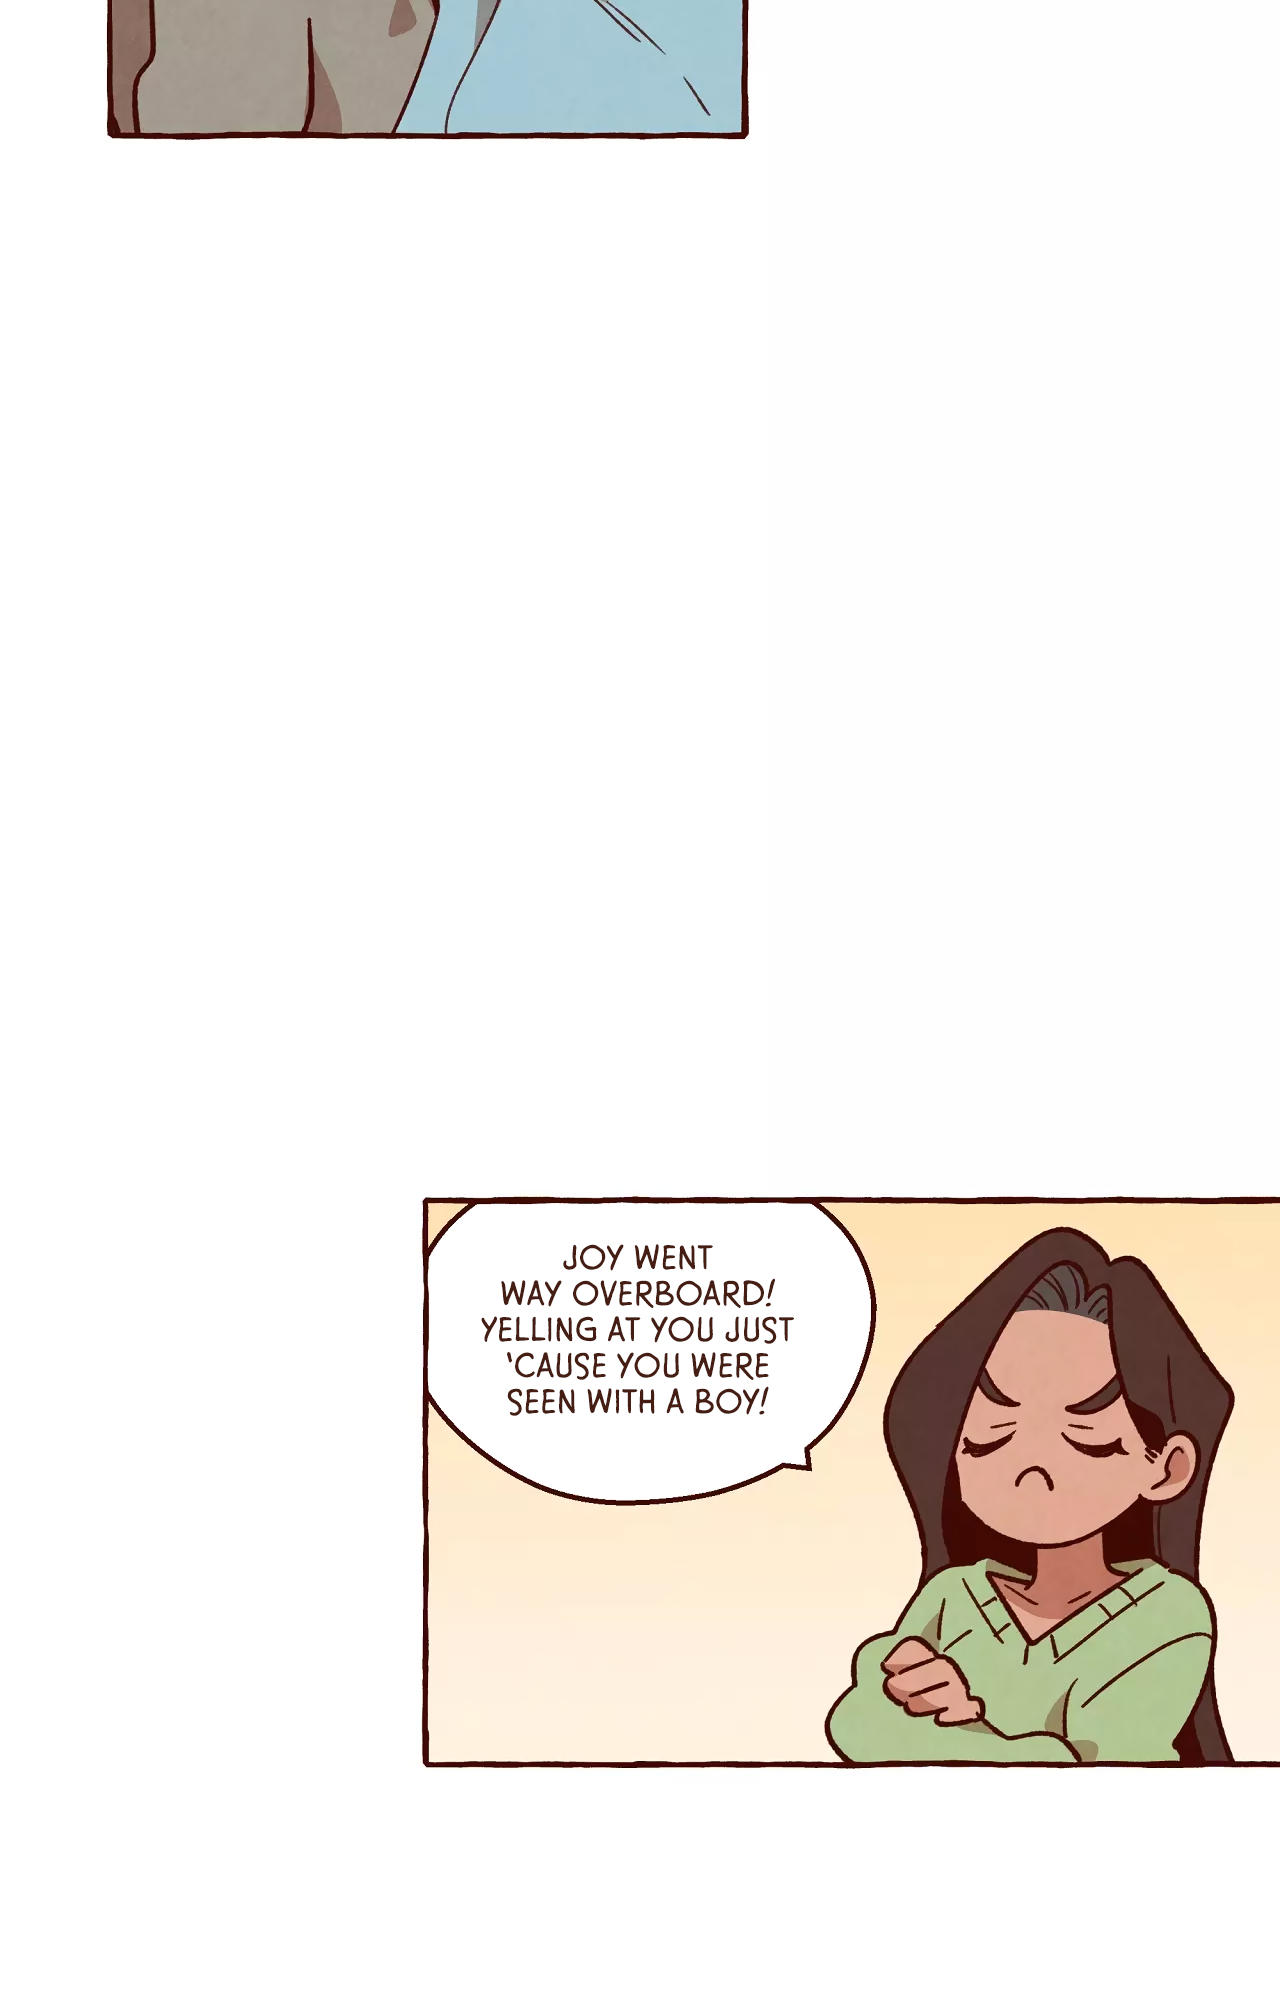 JOY WENT
WAY OVERBOARD!
YELLING AT YOU JUST
'CAUSE YOU WERE
SEEN WITH A BOY!